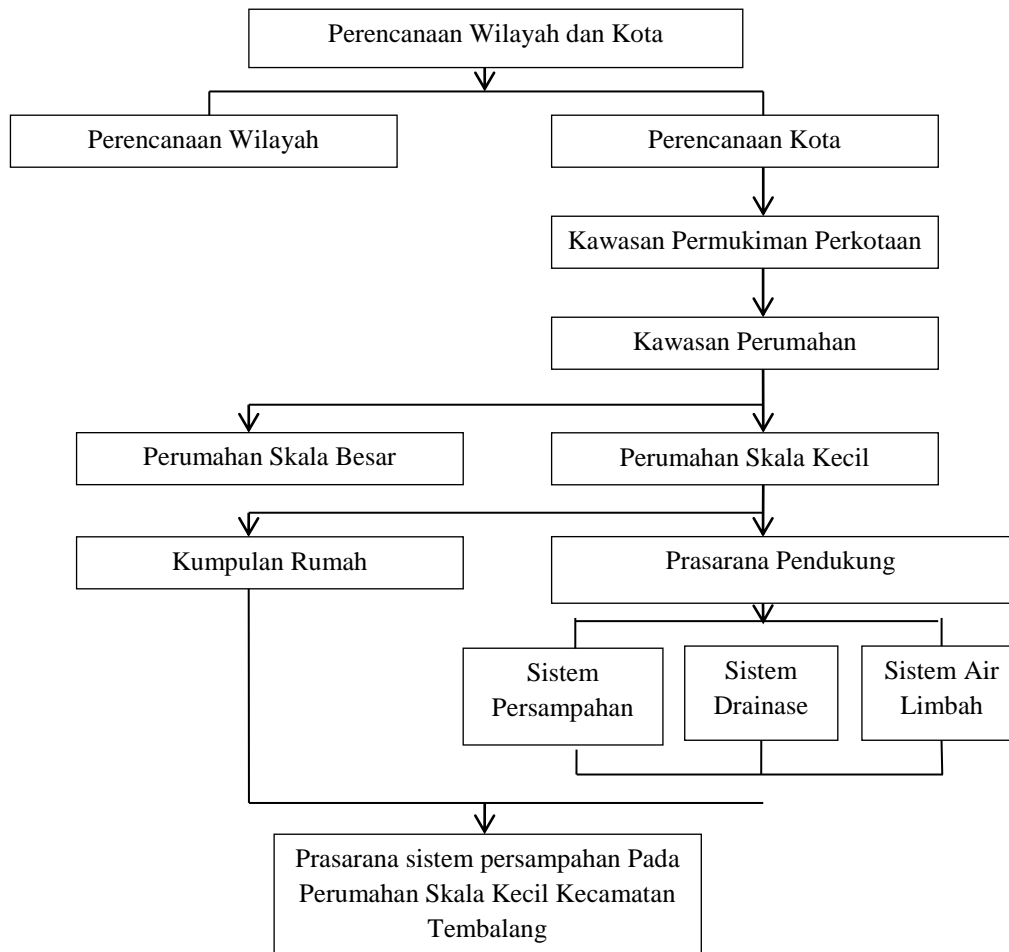 Perencanaan Wilayah dan Kota
Perencanaan Wilayah
Perencanaan Kota
Kawasan Permukiman Perkotaan
Kawasan Perumahan
Perumahan Skala Besar
Perumahan Skala Kecil
Kumpulan Rumah
Prasarana Pendukung
Sistem
Persampahan
Sistem
Drainase
Sistem Air
Limbah
Prasarana sistem persampahan Pada
Perumahan Skala Kecil Kecamatan
Tembalang